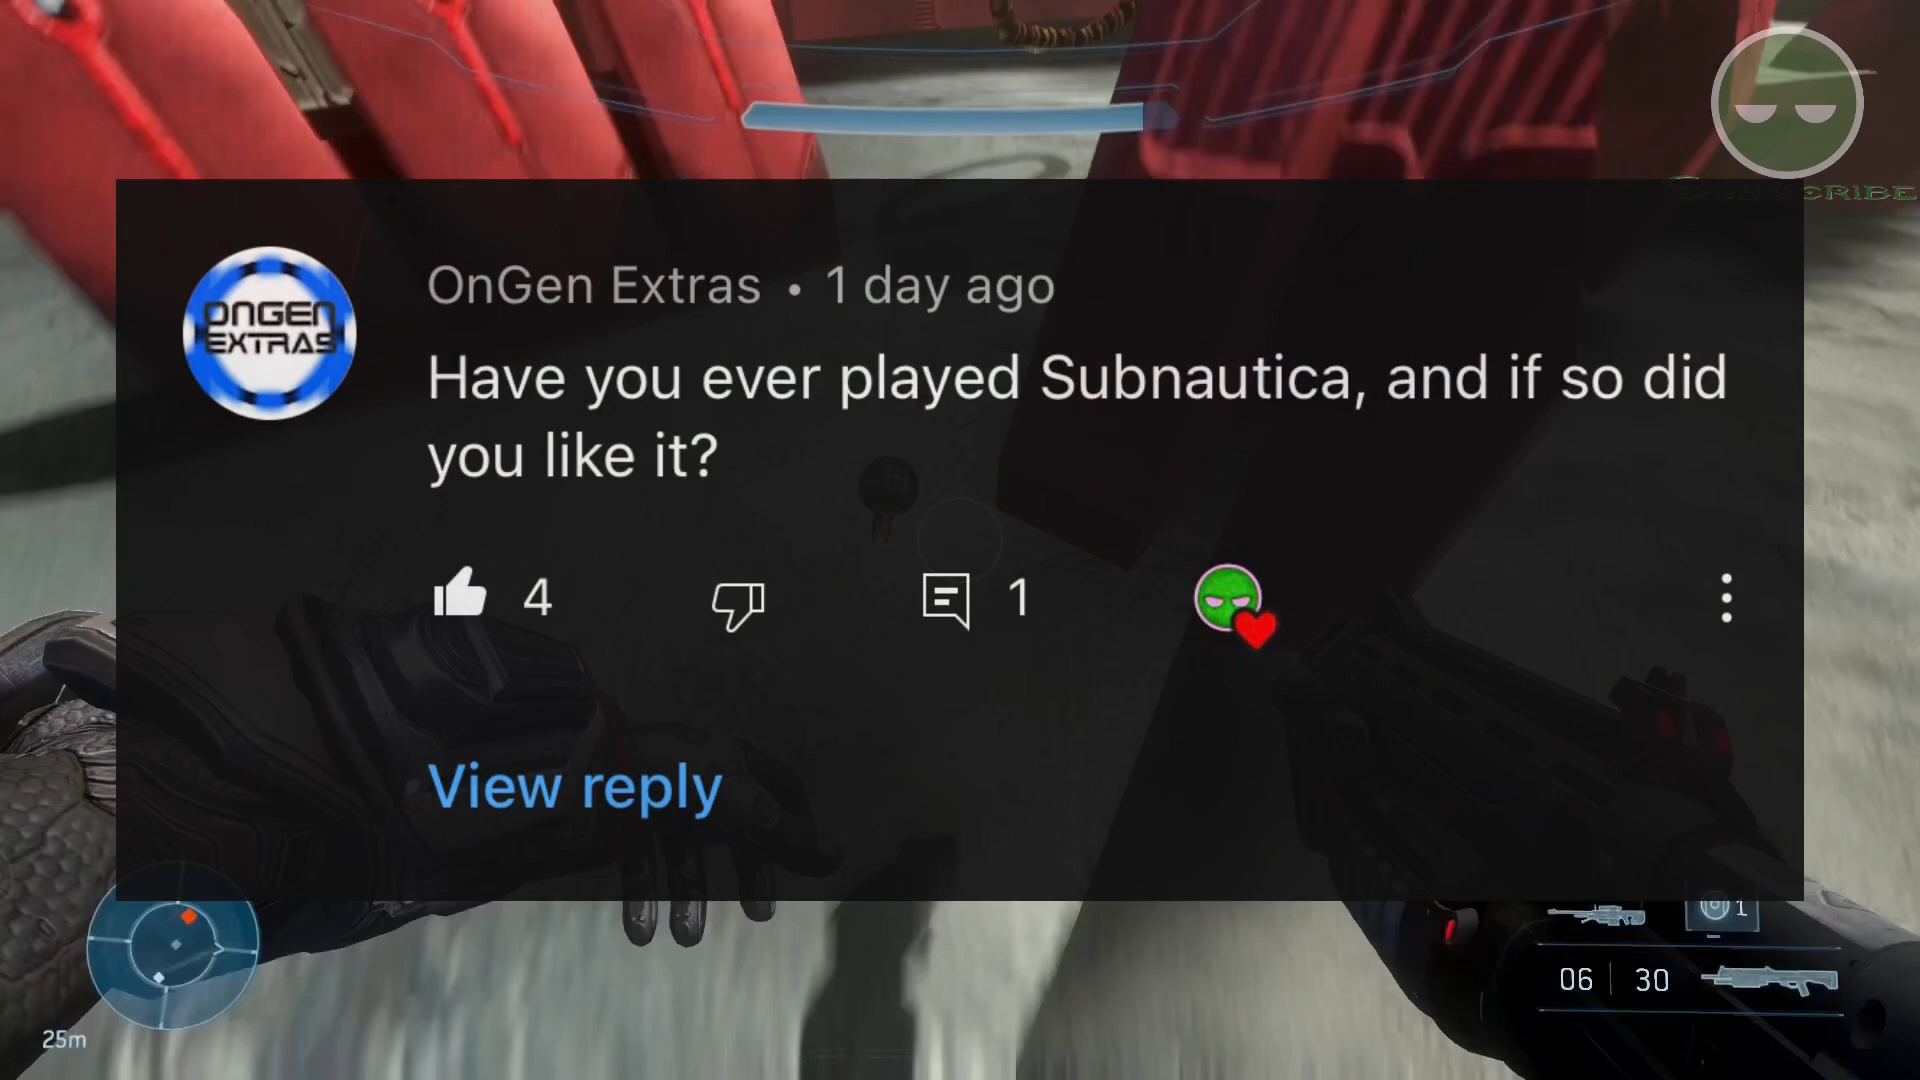 SUBSCRIBE
ONGEN
EXTRAS
OnGen Extras • 1 day ago
Have you ever played Subnautica, and if so did
you like it?
4
1
View reply
1
06 | 30
25m